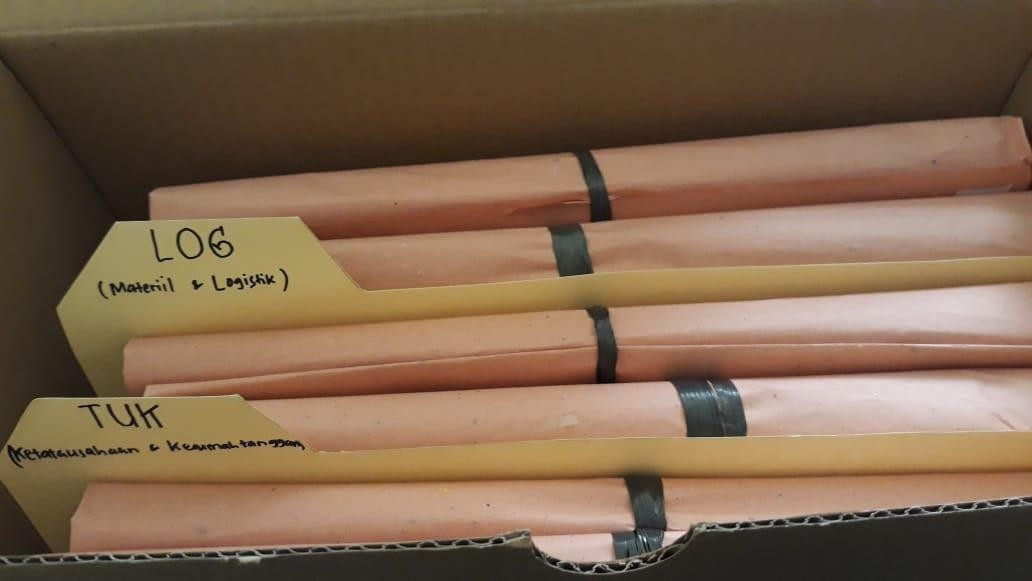 LOG
(Materiil & Logistik)
TUK
(Ketatausahaan & Kerumahtanggaan)